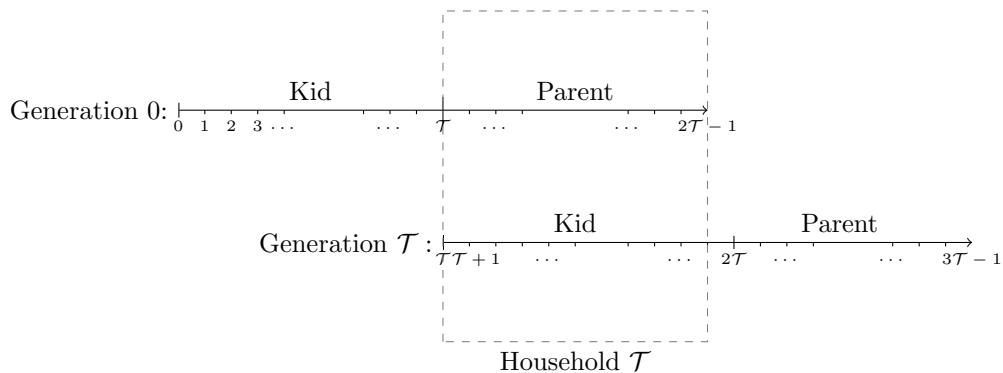 Kid Parent
Generation 0:
0 1 2 3 ... ... 𝒯 ... ... 2𝒯 − 1
Kid Parent
Generation 𝒯 :
𝒯 𝒯 + 1 ... ... 2𝒯 ... ... 3𝒯 − 1
Household 𝒯